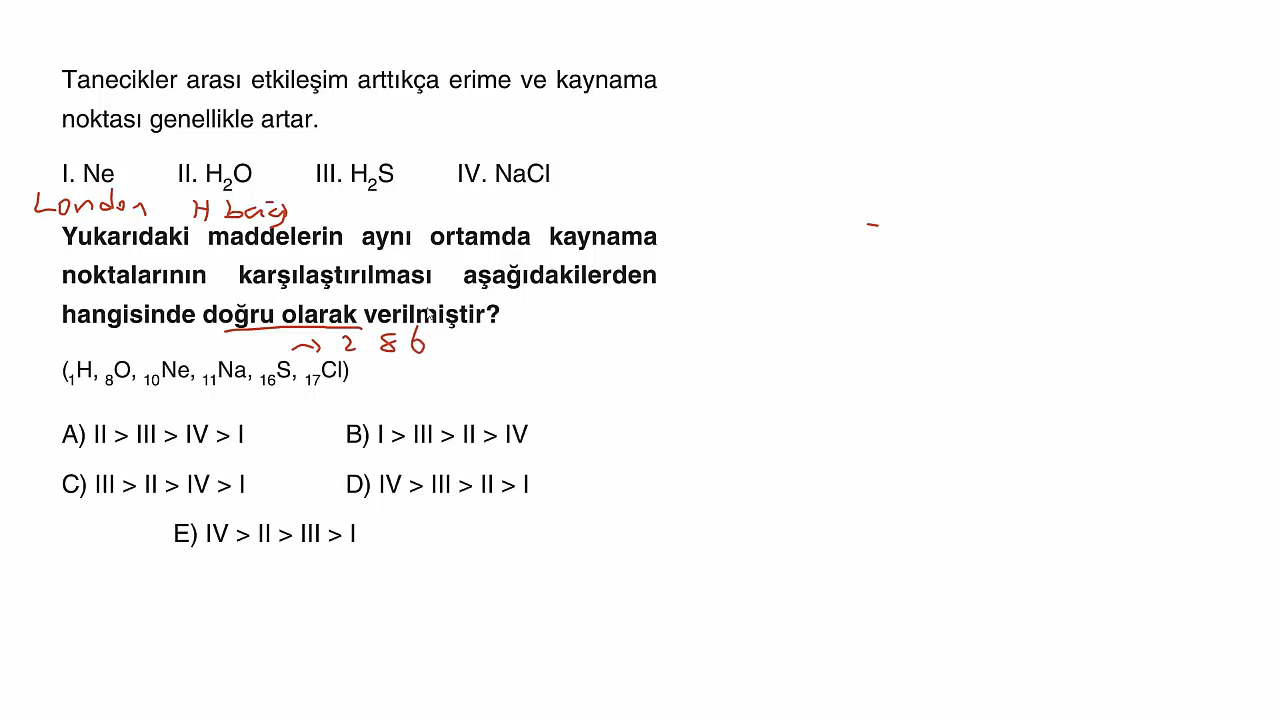 Tanecikler arası etkileşim arttıkça erime ve kaynama
noktası genellikle artar.
I. Ne II. H₂O III. H₂S IV. NaCl
London H bağ
Yukarıdaki maddelerin aynı ortamda kaynama
noktalarının karşılaştırılması aşağıdakilerden
hangisinde doğru olarak verilmiştir?
→ 2 8 6
(₁H, ₈O, ₁₀Ne, ₁₁Na, ₁₆S, ₁₇Cl)
A) II > III > IV > I B) I > III > II > IV
C) III > II > IV > I D) IV > III > II > I
E) IV > II > III > I